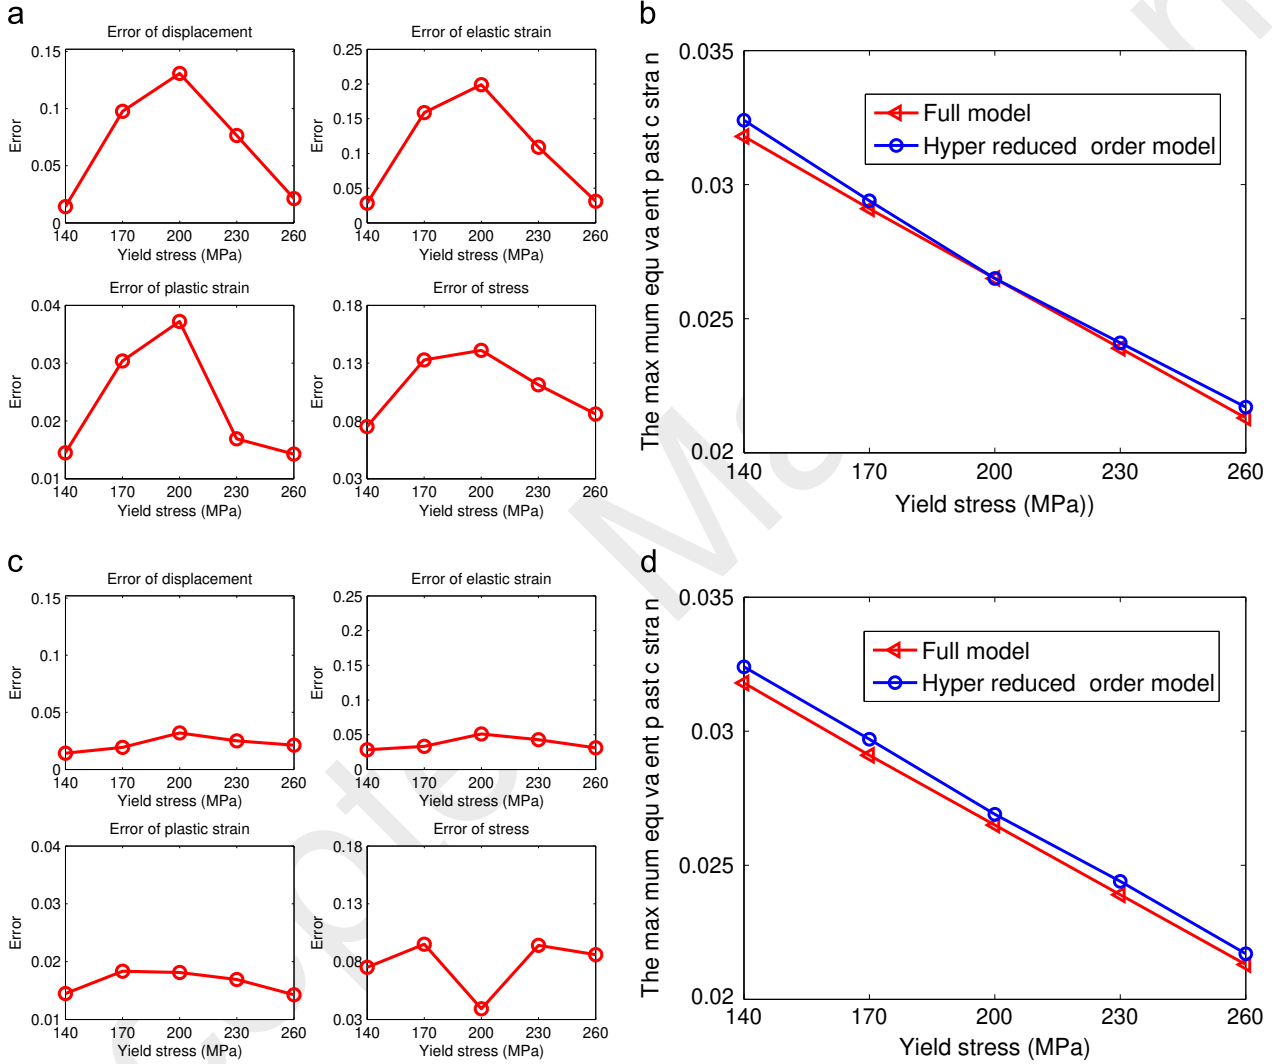 a
Error of displacement
0.15
0.1
0.05
0
Error
140 170 200 230 260
Yield stress (MPa)
Error of elastic strain
0.25
0.2
0.15
0.1
0.05
0
Error
140 170 200 230 260
Yield stress (MPa)
Error of plastic strain
0.04
0.03
0.02
0.01
Error
140 170 200 230 260
Yield stress (MPa)
Error of stress
0.18
0.13
0.08
0.03
Error
140 170 200 230 260
Yield stress (MPa)
b
0.035
0.03
0.025
0.02
The max mum equ va ent p ast c stra n
Full model
Hyper reduced order model
140 170 200 230 260
Yield stress (MPa))
c
Error of displacement
0.15
0.1
0.05
0
Error
140 170 200 230 260
Yield stress (MPa)
Error of elastic strain
0.25
0.2
0.15
0.1
0.05
0
Error
140 170 200 230 260
Yield stress (MPa)
Error of plastic strain
0.04
0.03
0.02
0.01
Error
140 170 200 230 260
Yield stress (MPa)
Error of stress
0.18
0.13
0.08
0.03
Error
140 170 200 230 260
Yield stress (MPa)
d
0.035
0.03
0.025
0.02
The max mum equ va ent p ast c stra n
Full model
Hyper reduced order model
140 170 200 230 260
Yield stress (MPa)